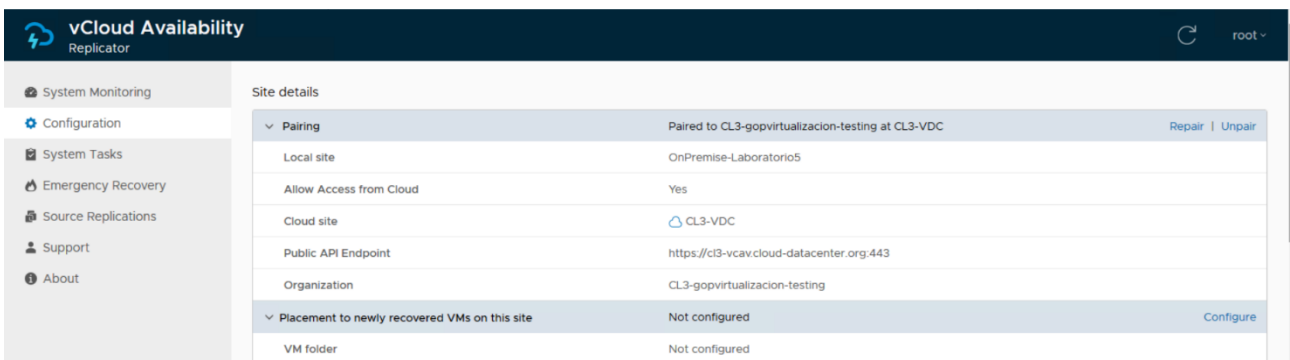 vCloud Availability
Replicator
root
System Monitoring
Configuration
System Tasks
Emergency Recovery
Source Replications
Support
About
Site details
Pairing Paired to CL3-gopvirtualizacion-testing at CL3-VDC Repair | Unpair
Local site OnPremise-Laboratorio5
Allow Access from Cloud Yes
Cloud site CL3-VDC
Public API Endpoint https://cl3-vcav.cloud-datacenter.org:443
Organization CL3-gopvirtualizacion-testing
Placement to newly recovered VMs on this site Not configured Configure
VM folder Not configured